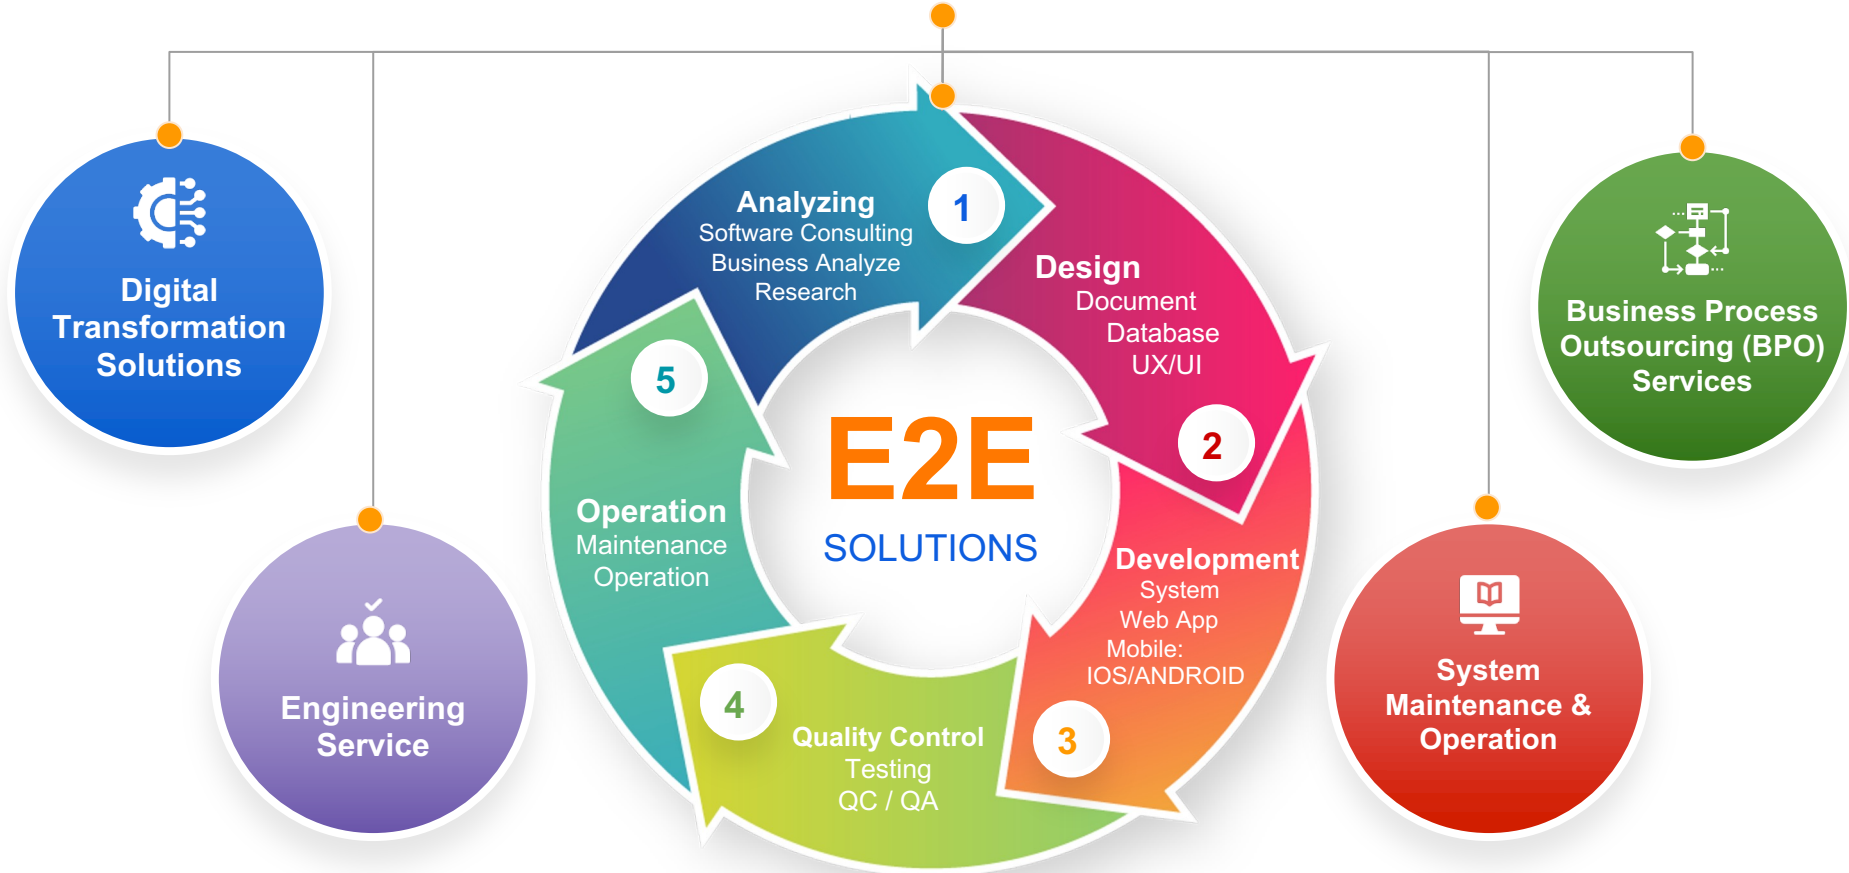 Digital
Transformation
Solutions
Engineering
Service
1
Analyzing
Software Consulting
Business Analyze
Research
Design
Document
Database
UX/UI
2
Development
System
Web App
Mobile:
IOS/ANDROID
3
4
Quality Control
Testing
QC / QA
5
Operation
Maintenance
Operation
E2E
SOLUTIONS
Business Process
Outsourcing (BPO)
Services
System
Maintenance &
Operation